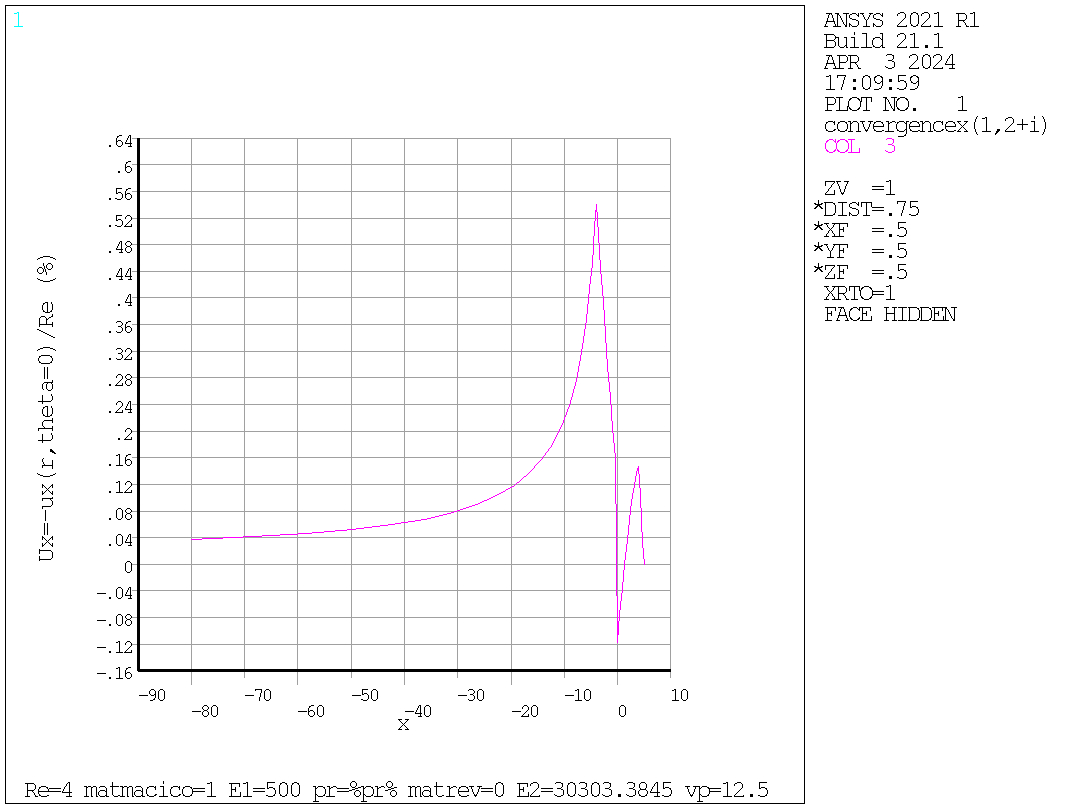 1
ANSYS 2021 R1
Build 21.1
APR  3 2024
17:09:59
PLOT NO.   1
convergencex(1,2+i)
COL  3
ZV  =1
*DIST=.75
*XF  =.5
*YF  =.5
*ZF  =.5
XRTO=1
FACE HIDDEN
Ux=-ux(r,theta=0)/Re (%)
.64
.6
.56
.52
.48
.44
.4
.36
.32
.28
.24
.2
.16
.12
.08
.04
0
-.04
-.08
-.12
-.16
-90 -70 -50 -30 -10 10
-80 -60 -40 -20 0
X
Re=4 matmacico=1 E1=500 pr=%pr% matrev=0 E2=30303.3845 vp=12.5